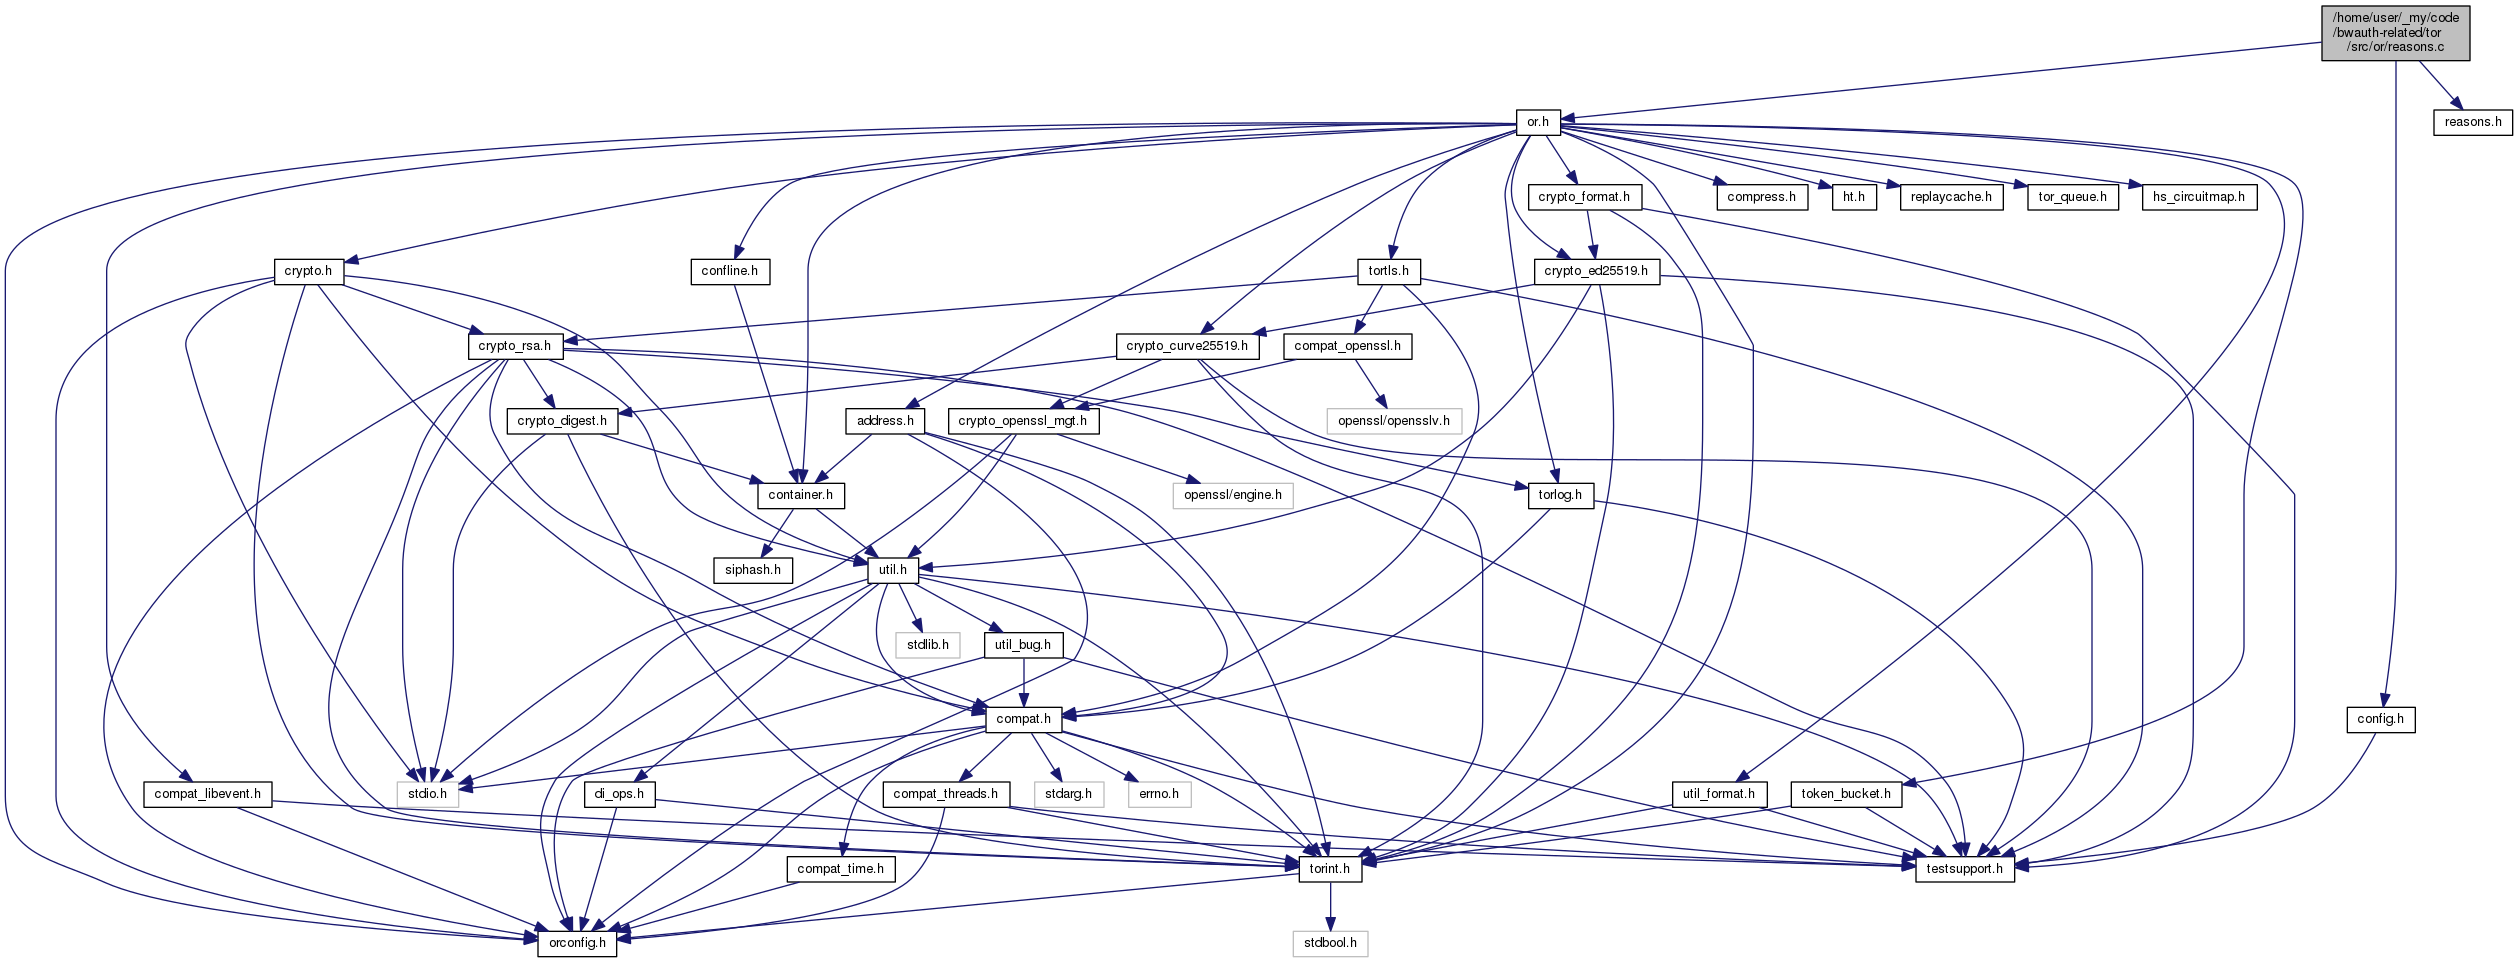 /home/user/_my/code
/bwauth-related/tor
/src/or/reasons.c
or.h
reasons.h
crypto_format.h
compress.h
ht.h
replaycache.h
tor_queue.h
hs_circuitmap.h
crypto.h
confline.h
tortls.h
crypto_ed25519.h
crypto_rsa.h
crypto_curve25519.h
compat_openssl.h
crypto_digest.h
address.h
crypto_openssl_mgt.h
openssl/opensslv.h
container.h
openssl/engine.h
torlog.h
siphash.h
util.h
stdlib.h
util_bug.h
compat.h
config.h
compat_libevent.h
stdio.h
di_ops.h
compat_threads.h
stdarg.h
errno.h
util_format.h
token_bucket.h
compat_time.h
torint.h
testsupport.h
orconfig.h
stdbool.h